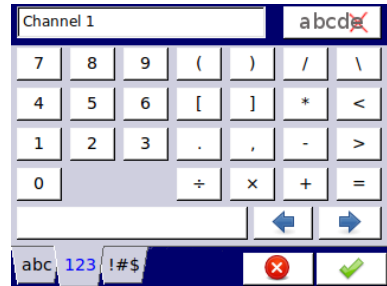 Channel 1 abcde
7 8 9 ( ) / \
4 5 6 [ ] * <
1 2 3 . , - >
0 ÷ × + =
abc 123 !#$